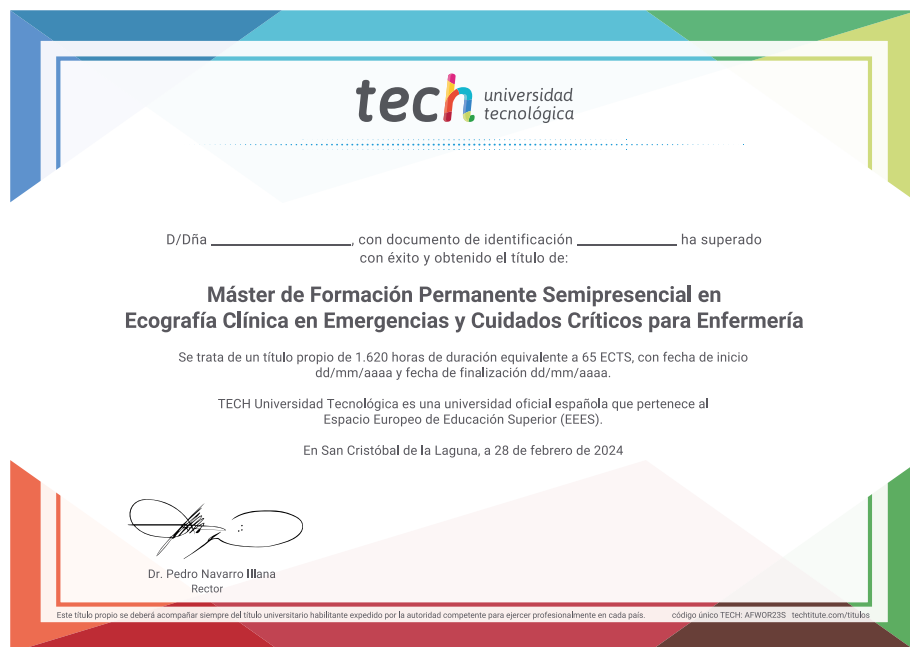 tech universidad
tecnológica
D/Dña ____________________, con documento de identificación ______________ ha superado
con éxito y obtenido el título de:
Máster de Formación Permanente Semipresencial en
Ecografía Clínica en Emergencias y Cuidados Críticos para Enfermería
Se trata de un título propio de 1.620 horas de duración equivalente a 65 ECTS, con fecha de inicio
dd/mm/aaaa y fecha de finalización dd/mm/aaaa.
TECH Universidad Tecnológica es una universidad oficial española que pertenece al
Espacio Europeo de Educación Superior (EEES).
En San Cristóbal de la Laguna, a 28 de febrero de 2024
Dr. Pedro Navarro Illana
Rector
Este título propio se deberá acompañar siempre del título universitario habilitante expedido por la autoridad competente para ejercer profesionalmente en cada país. código único TECH: AFWOR23S techtitute.com/titulos